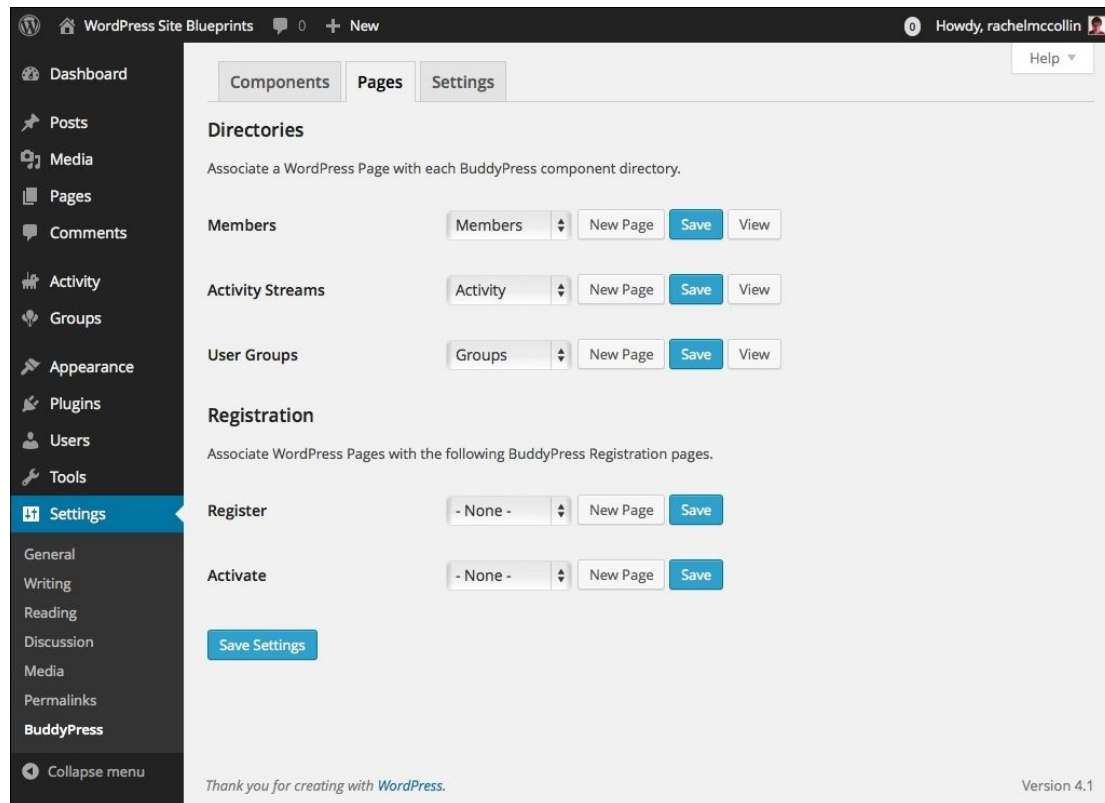 WordPress Site Blueprints 0 + New 0 Howdy, rachelmccollin
Help
Dashboard
Posts
Media
Pages
Comments
Activity
Groups
Appearance
Plugins
Users
Tools
Settings
General
Writing
Reading
Discussion
Media
Permalinks
BuddyPress
Collapse menu
Components Pages Settings
Directories
Associate a WordPress Page with each BuddyPress component directory.
Members Members New Page Save View
Activity Streams Activity New Page Save View
User Groups Groups New Page Save View
Registration
Associate WordPress Pages with the following BuddyPress Registration pages.
Register - None - New Page Save
Activate - None - New Page Save
Save Settings
Thank you for creating with WordPress. Version 4.1